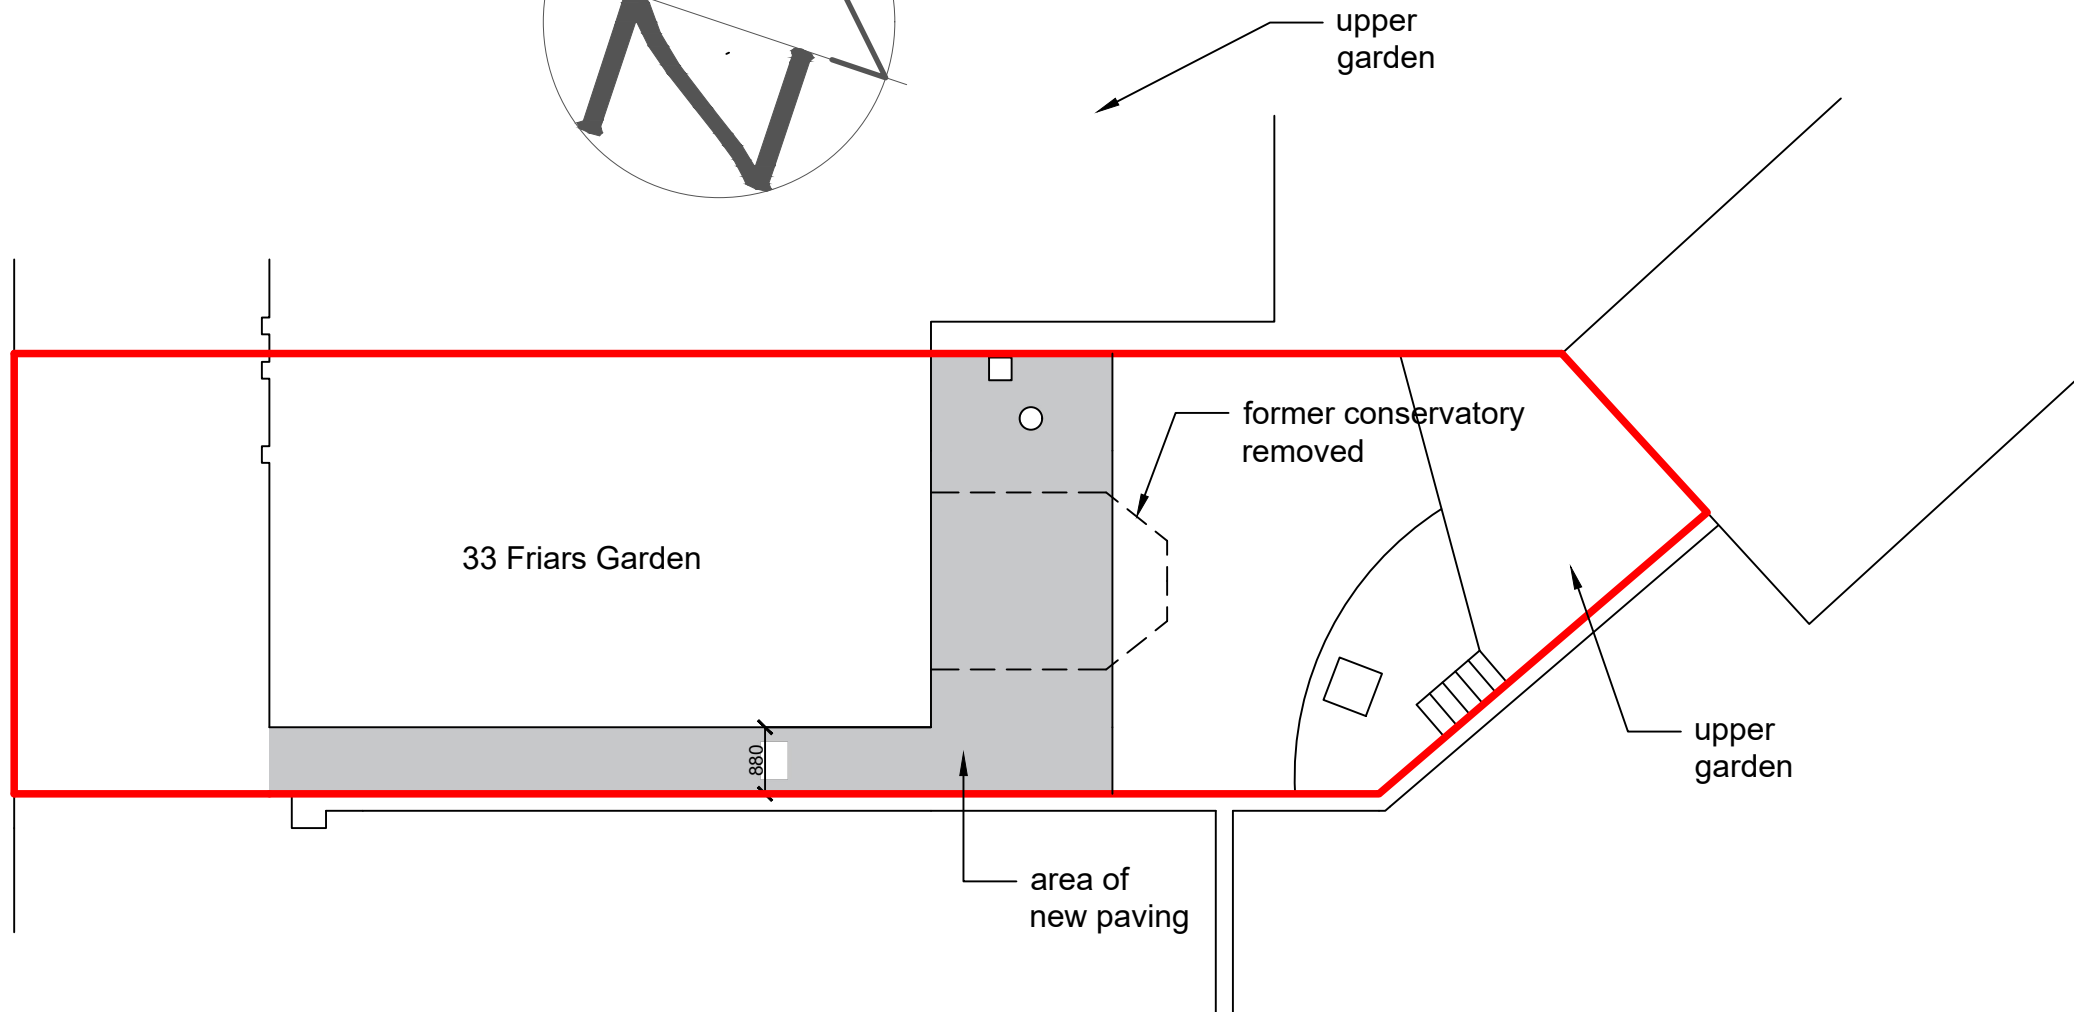 N
upper
garden
former conservatory
removed
33 Friars Garden
880
upper
garden
area of
new paving